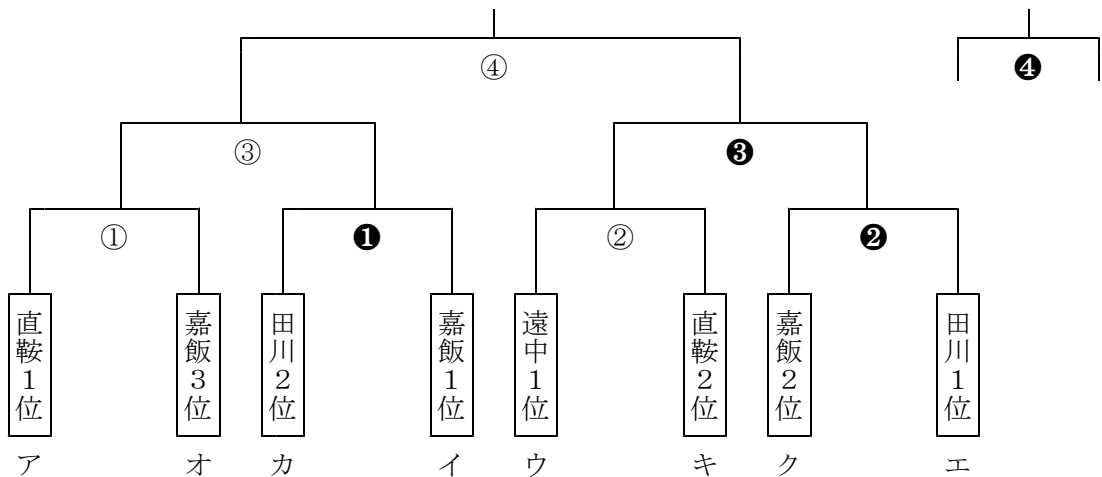 ④ ❹
③ ❸
① ❶ ② ❷
直鞍１位
嘉飯３位
田川２位
嘉飯１位
遠中１位
直鞍２位
嘉飯２位
田川１位
ア オ カ イ ウ キ ク エ